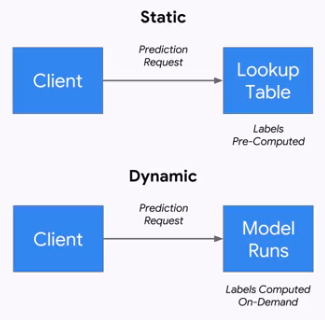 Static
Prediction
Request
Client
Lookup
Table
Labels
Pre-Computed
Dynamic
Prediction
Request
Client
Model
Runs
Labels Computed
On-Demand